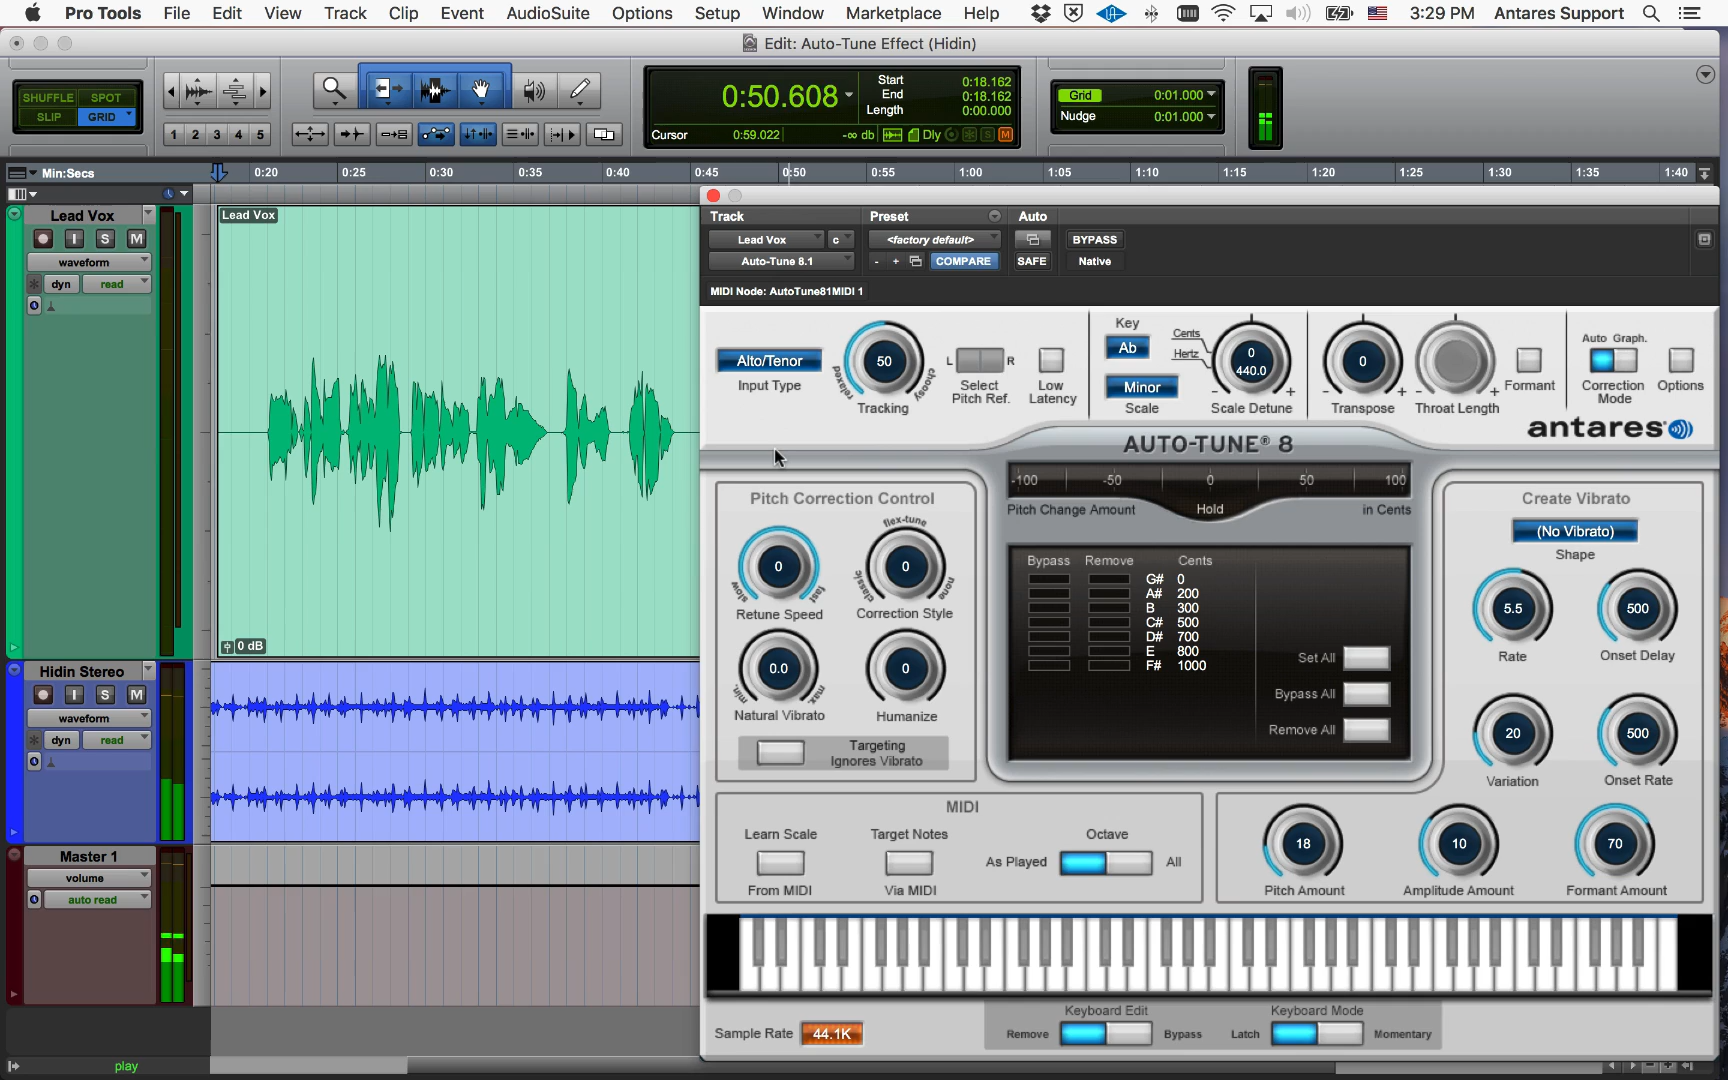 Pro Tools File Edit View Track Clip Event AudioSuite Options Setup Window Marketplace Help 3:29 PM Antares Support
Edit: Auto-Tune Effect (Hidin)
SHUFFLE SPOT
SLIP GRID
1 2 3 4 5
0:50.608
Start 0:18.162
End 0:18.162
Length 0:00.000
Cursor 0:59.022 -∞ db Dly S M
Grid 0:01.000
Nudge 0:01.000
Min:Secs 0:20 0:25 0:30 0:35 0:40 0:45 0:50 0:55 1:00 1:05 1:10 1:15 1:20 1:25 1:30 1:35 1:40
Lead Vox
I S M
waveform
dyn read
Lead Vox
0 dB
Hidin Stereo
I S M
waveform
dyn read
Master 1
volume
auto read
play
Track Preset Auto
Lead Vox c <factory default> BYPASS
Auto-Tune 8.1 - + COMPARE SAFE Native
MIDI Node: AutoTune81MIDI 1
Alto/Tenor
Input Type
50
relaxed choosy
Tracking
L R
Select
Pitch Ref.
Low
Latency
Key
Ab
Minor
Scale
Cents
Hertz
0
440.0
- +
Scale Detune
0
- +
Transpose
- +
Throat Length
Formant
Auto Graph.
Correction
Mode
Options
antares
AUTO-TUNE® 8
-100 -50 0 50 100
Pitch Change Amount Hold in Cents
Pitch Correction Control
0
slow fast
Retune Speed
flex-tune
0
classic none
Correction Style
0.0
min. max.
Natural Vibrato
0
Humanize
Targeting
Ignores Vibrato
Bypass Remove Cents
G# 0
A# 200
B 300
C# 500
D# 700
E 800
F# 1000
Set All
Bypass All
Remove All
Create Vibrato
(No Vibrato)
Shape
5.5
Rate
500
Onset Delay
20
Variation
500
Onset Rate
18
Pitch Amount
10
Amplitude Amount
70
Formant Amount
MIDI
Learn Scale
From MIDI
Target Notes
Via MIDI
Octave
As Played All
Sample Rate 44.1K
Keyboard Edit
Remove Bypass
Keyboard Mode
Latch Momentary